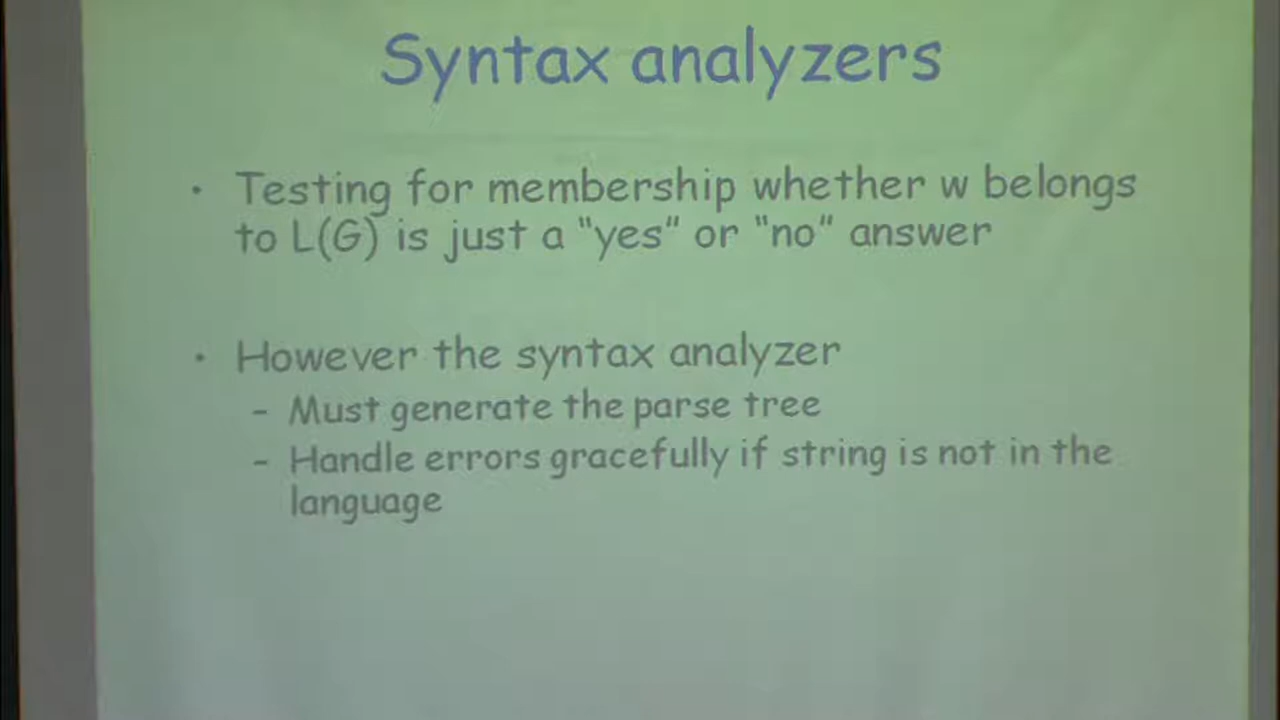 Syntax analyzers
• Testing for membership whether w belongs
to L(G) is just a "yes" or "no" answer
• However the syntax analyzer
- Must generate the parse tree
- Handle errors gracefully if string is not in the
language